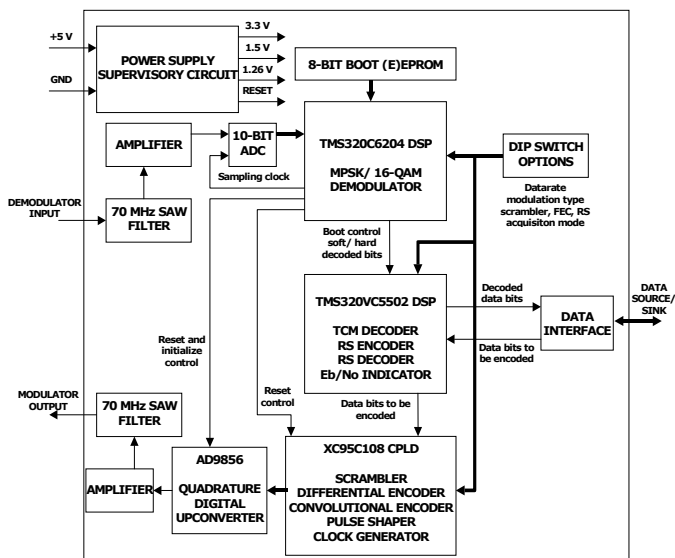 +5 V
GND
POWER SUPPLY
SUPERVISORY CIRCUIT
3.3 V
1.5 V
1.26 V
RESET
8-BIT BOOT (E)EPROM
AMPLIFIER
10-BIT
ADC
Sampling clock
TMS320C6204 DSP
MPSK/ 16-QAM
DEMODULATOR
DIP SWITCH
OPTIONS
Datarate
modulation type
scrambler, FEC, RS
acquisiton mode
DEMODULATOR
INPUT
70 MHz SAW
FILTER
Boot control
soft/ hard
decoded bits
TMS320VC5502 DSP
TCM DECODER
RS ENCODER
RS DECODER
Eb/No INDICATOR
Decoded
data bits
Data bits to
be encoded
DATA
INTERFACE
DATA
SOURCE/
SINK
Reset and
initialize
control
Reset
control
Data bits to be
encoded
MODULATOR
OUTPUT
70 MHz SAW
FILTER
AMPLIFIER
AD9856
QUADRATURE
DIGITAL
UPCONVERTER
XC95C108 CPLD
SCRAMBLER
DIFFERENTIAL ENCODER
CONVOLUTIONAL ENCODER
PULSE SHAPER
CLOCK GENERATOR